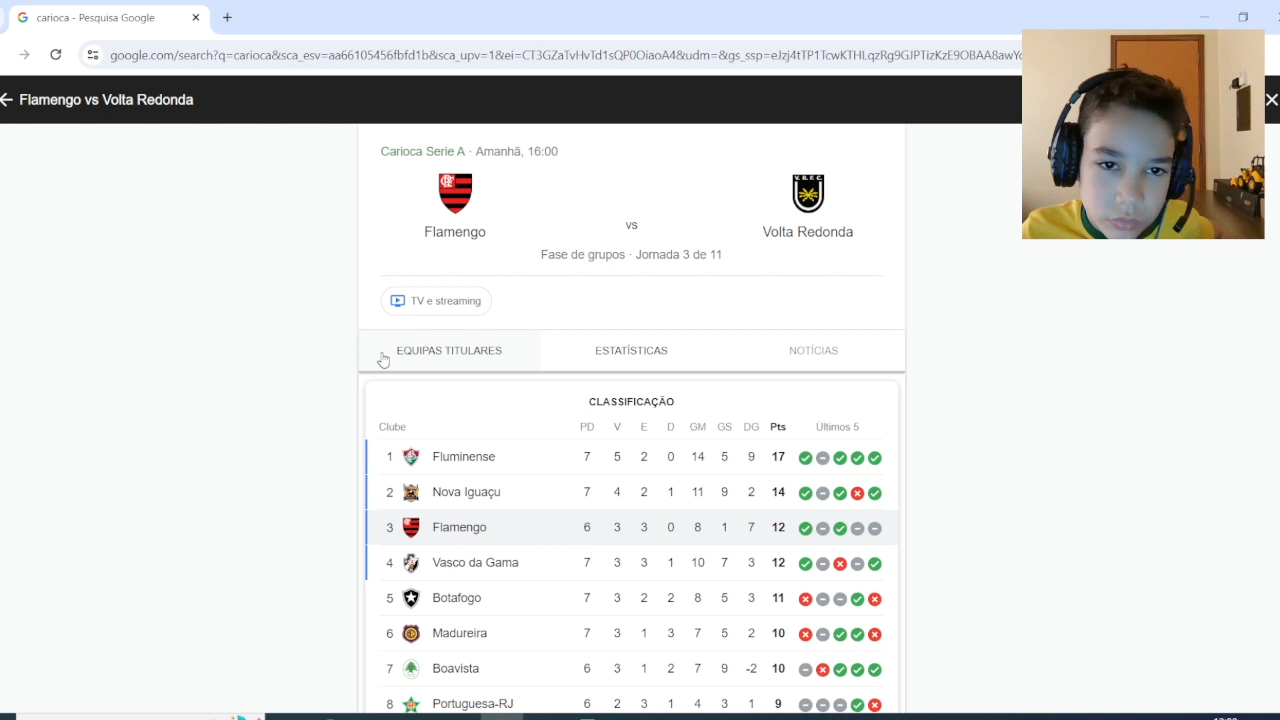 carioca - Pesquisa Google
google.com/search?q=carioca&sca_esv=aa66105456fbfd1b&sca_upv=1&ei=CT3GZaTvHvTd1sQP0OiaoA4&udm=&gs_ssp=eJzj4tTP1TcwKTHLqzRg9GJPTizKzE9OBAA8awYc
Flamengo vs Volta Redonda
Carioca Serie A · Amanhã, 16:00
Flamengo
vs
Volta Redonda
Fase de grupos · Jornada 3 de 11
TV e streaming
EQUIPAS TITULARES ESTATÍSTICAS NOTÍCIAS
CLASSIFICAÇÃO
Clube PD V E D GM GS DG Pts Últimos 5
1 Fluminense 7 5 2 0 14 5 9 17
2 Nova Iguaçu 7 4 2 1 11 9 2 14
3 Flamengo 6 3 3 0 8 1 7 12
4 Vasco da Gama 7 3 3 1 10 7 3 12
5 Botafogo 7 3 2 2 8 5 3 11
6 Madureira 7 3 1 3 7 5 2 10
7 Boavista 6 3 1 2 7 9 -2 10
8 Portuguesa-RJ 6 2 3 1 4 3 1 9